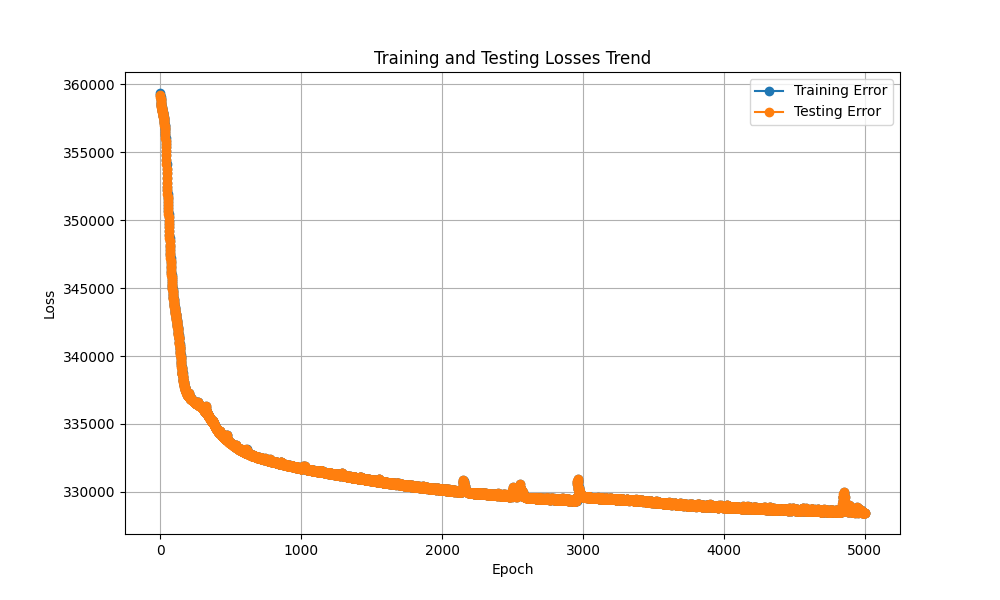 Training and Testing Losses Trend
360000
355000
350000
345000
340000
335000
330000
Loss
Training Error
Testing Error
0
1000
2000
3000
4000
5000
Epoch